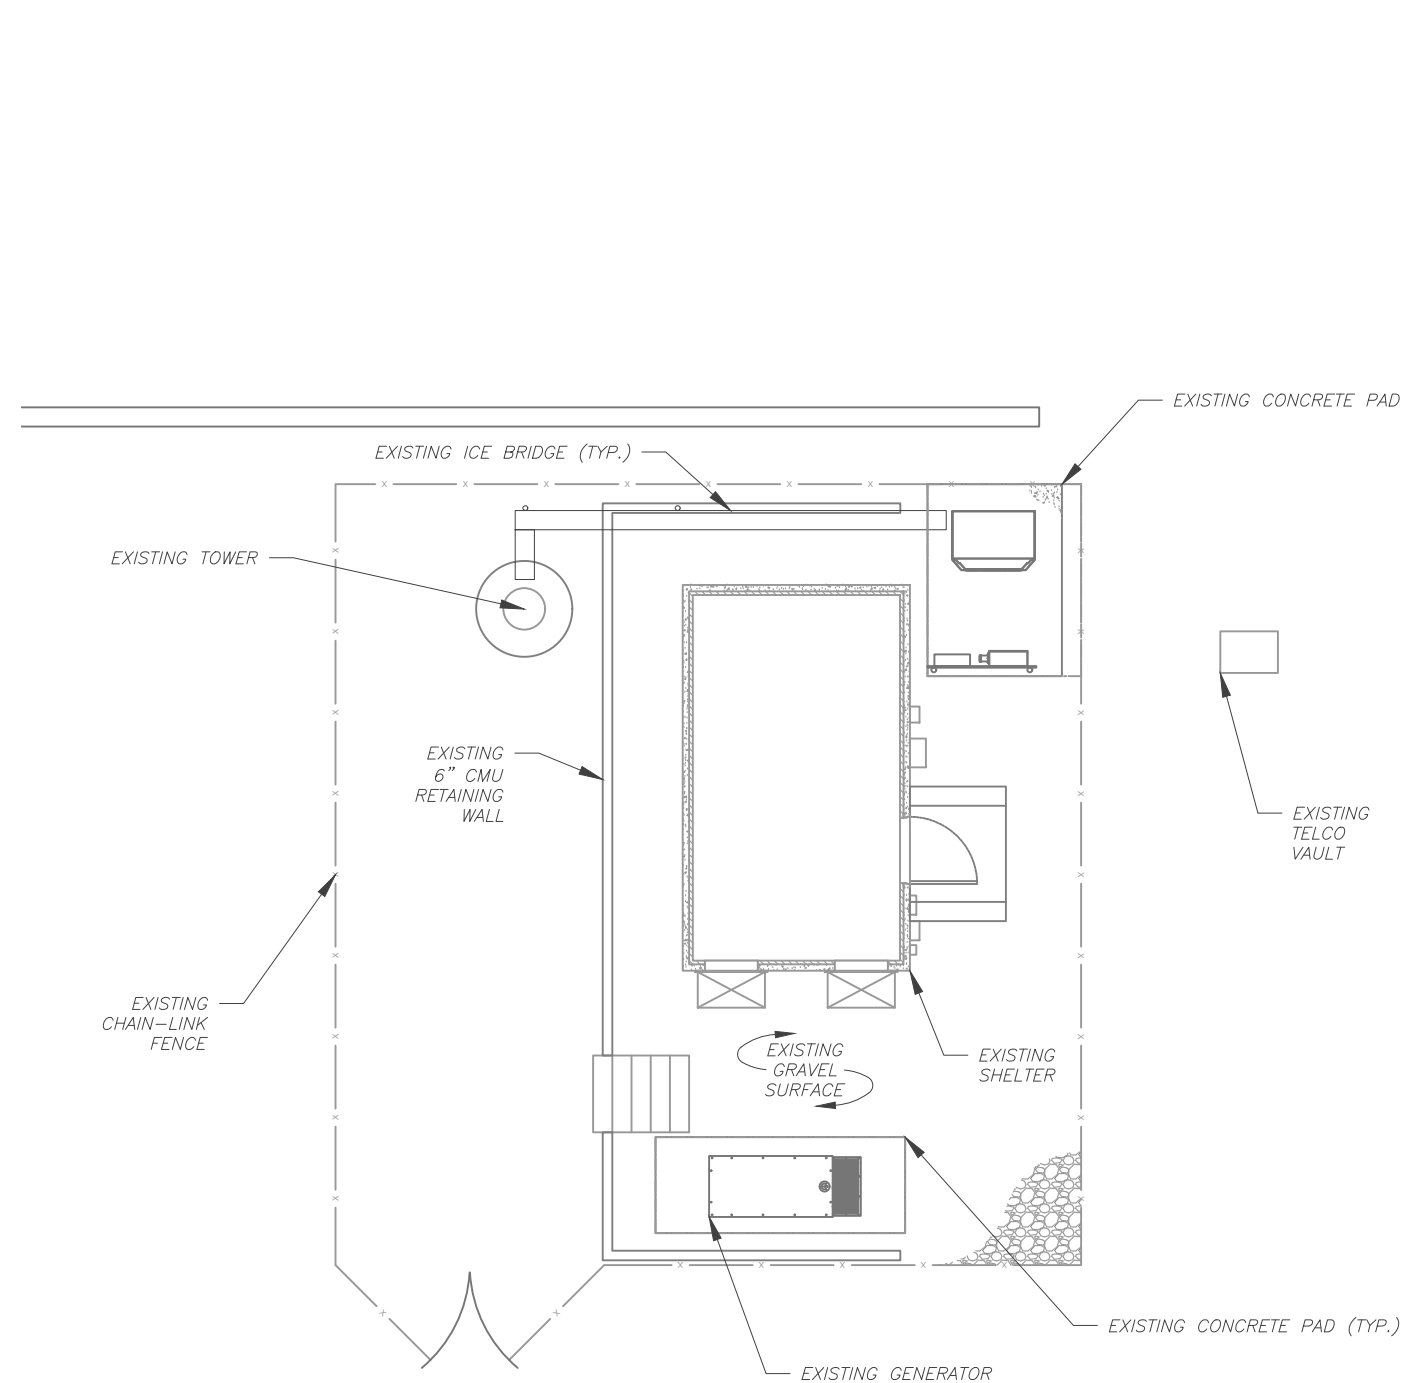 EXISTING CONCRETE PAD
EXISTING ICE BRIDGE (TYP.)
EXISTING TOWER
EXISTING
6" CMU
RETAINING
WALL
EXISTING
TELCO
VAULT
EXISTING
CHAIN-LINK
FENCE
EXISTING
GRAVEL
SURFACE
EXISTING
SHELTER
EXISTING CONCRETE PAD (TYP.)
EXISTING GENERATOR